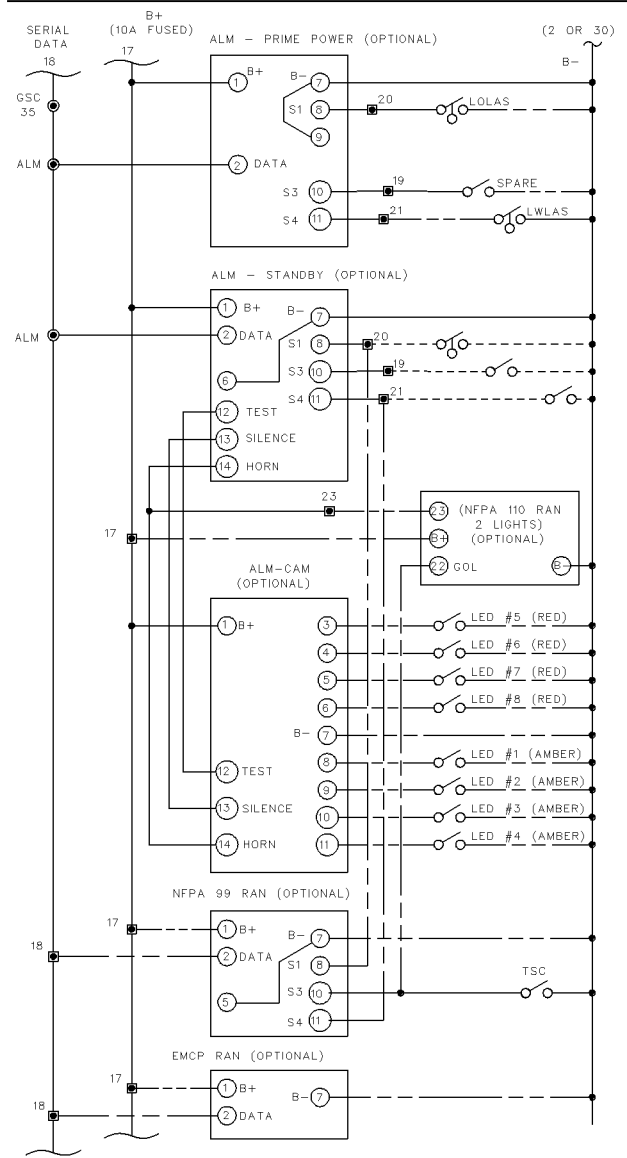 SERIAL DATA
18
B+
(10A FUSED)
17
(2 OR 30)
B-
ALM - PRIME POWER (OPTIONAL)
1 B+
B- 7
GSC 35
S1 8
20
LOLAS
9
ALM
2 DATA
S3 10
19
SPARE
S4 11
21
LWLAS
ALM - STANDBY (OPTIONAL)
1 B+
B- 7
ALM
2 DATA
S1 8
20
S3 10
19
6
S4 11
21
12 TEST
13 SILENCE
14 HORN
23
23 (NFPA 110 RAN
2 LIGHTS)
(OPTIONAL)
17
B+
22 GOL
B-
ALM-CAM
(OPTIONAL)
1 B+
3
LED #5 (RED)
4
LED #6 (RED)
5
LED #7 (RED)
6
LED #8 (RED)
B- 7
8
LED #1 (AMBER)
12 TEST
9
LED #2 (AMBER)
13 SILENCE
10
LED #3 (AMBER)
14 HORN
11
LED #4 (AMBER)
NFPA 99 RAN (OPTIONAL)
17
1 B+
B- 7
18
2 DATA
S1 8
TSC
5
S3 10
S4 11
EMCP RAN (OPTIONAL)
17
1 B+
B- 7
18
2 DATA